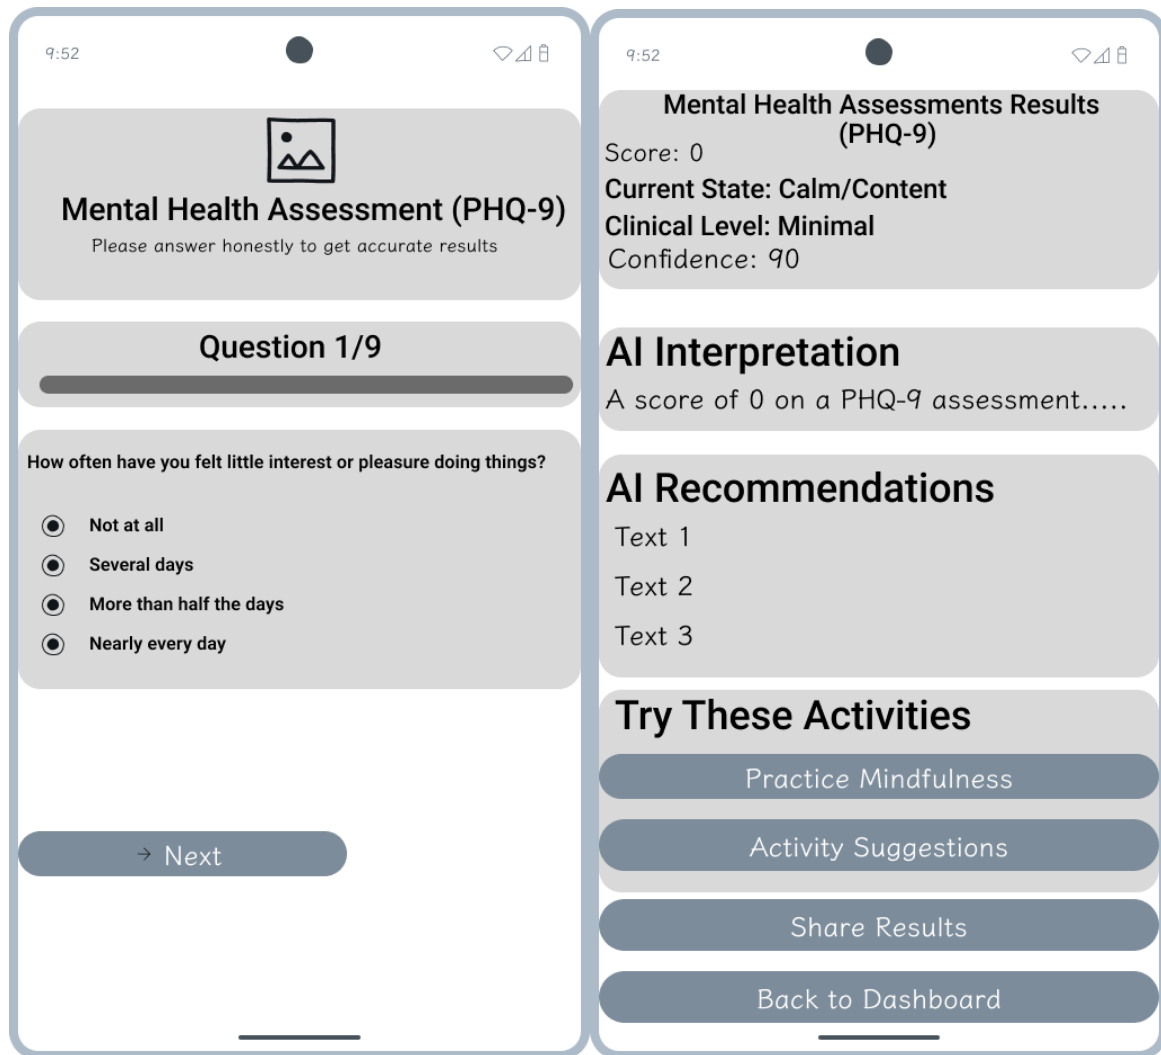 9:52
Mental Health Assessment (PHQ-9)
Please answer honestly to get accurate results
Question 1/9
How often have you felt little interest or pleasure doing things?
Not at all
Several days
More than half the days
Nearly every day
→ Next
9:52
Mental Health Assessments Results
(PHQ-9)
Score: 0
Current State: Calm/Content
Clinical Level: Minimal
Confidence: 90
AI Interpretation
A score of 0 on a PHQ-9 assessment.....
AI Recommendations
Text 1
Text 2
Text 3
Try These Activities
Practice Mindfulness
Activity Suggestions
Share Results
Back to Dashboard